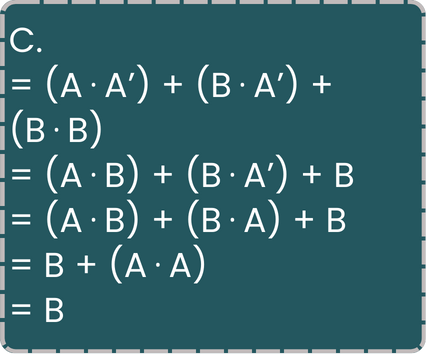 C.
= (A · A′) + (B · A′) +
(B · B)
= (A · B) + (B · A′) + B
= (A · B) + (B · A) + B
= B + (A · A)
= B